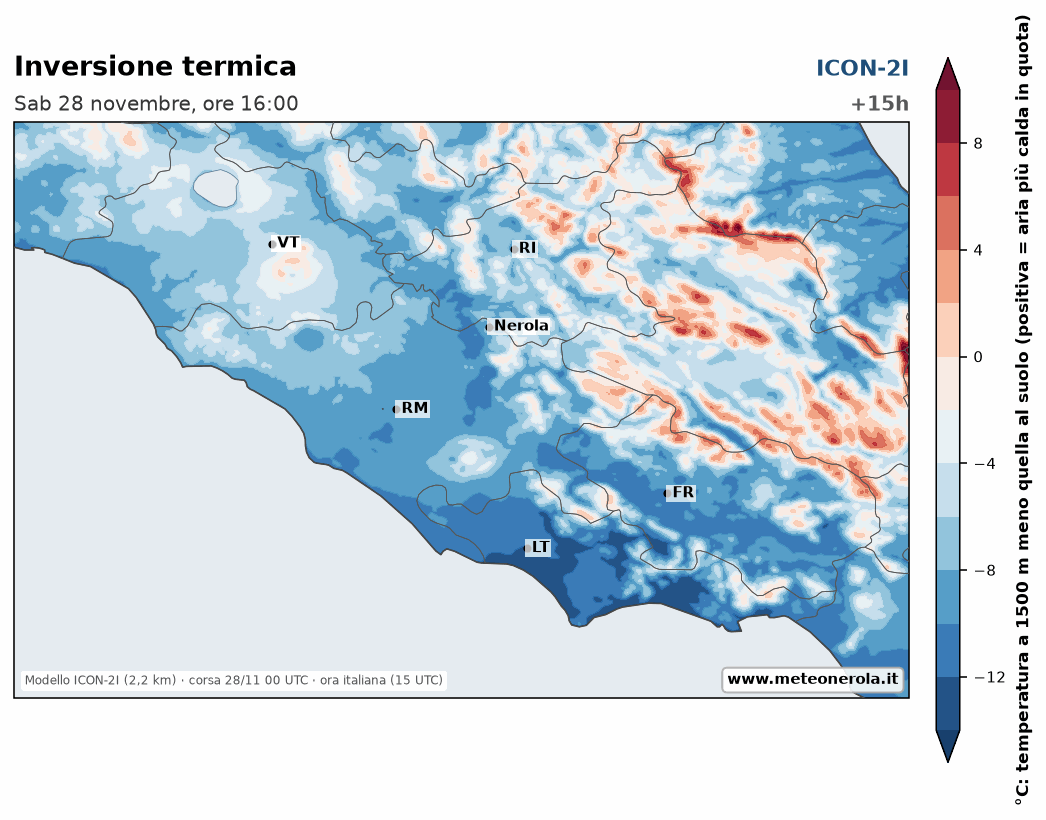 Inversione termica
ICON-2I
Sab 28 novembre, ore 16:00
+15h
VT
RI
Nerola
RM
FR
LT
Modello ICON-2I (2,2 km) · corsa 28/11 00 UTC · ora italiana (15 UTC)
www.meteonerola.it
8
4
0
−4
−8
−12
°C: temperatura a 1500 m meno quella al suolo (positiva = aria più calda in quota)